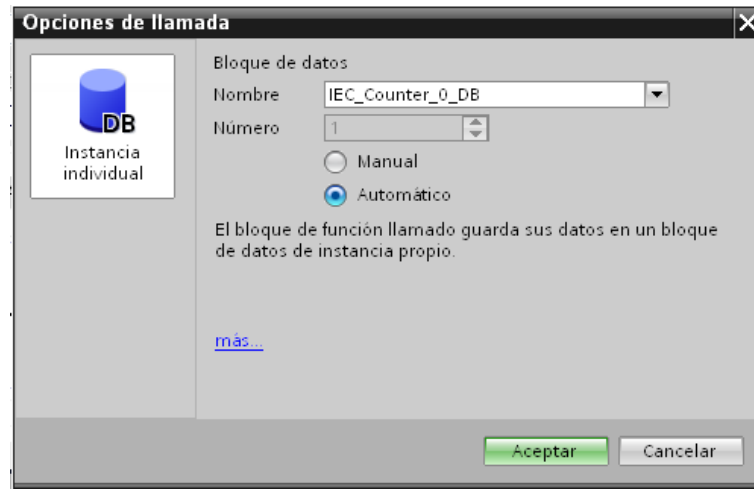 Opciones de llamada
DB
Instancia
individual
Bloque de datos
Nombre IEC_Counter_0_DB
Número 1
Manual
Automático
El bloque de función llamado guarda sus datos en un bloque
de datos de instancia propio.
más...
Aceptar Cancelar